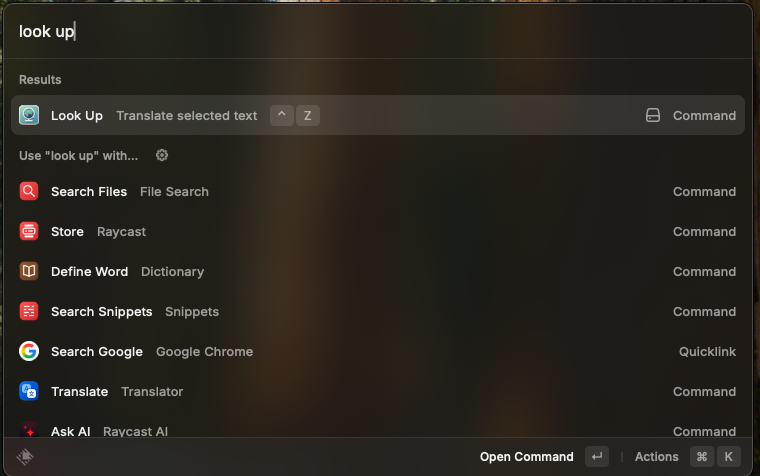 look up
Results
Look Up Translate selected text ^ Z Command
Use "look up" with...
Search Files File Search Command
Store Raycast Command
Define Word Dictionary Command
Search Snippets Snippets Command
Search Google Google Chrome Quicklink
Translate Translator Command
Ask AI Raycast AI Command
Open Command ↵ | Actions ⌘ K